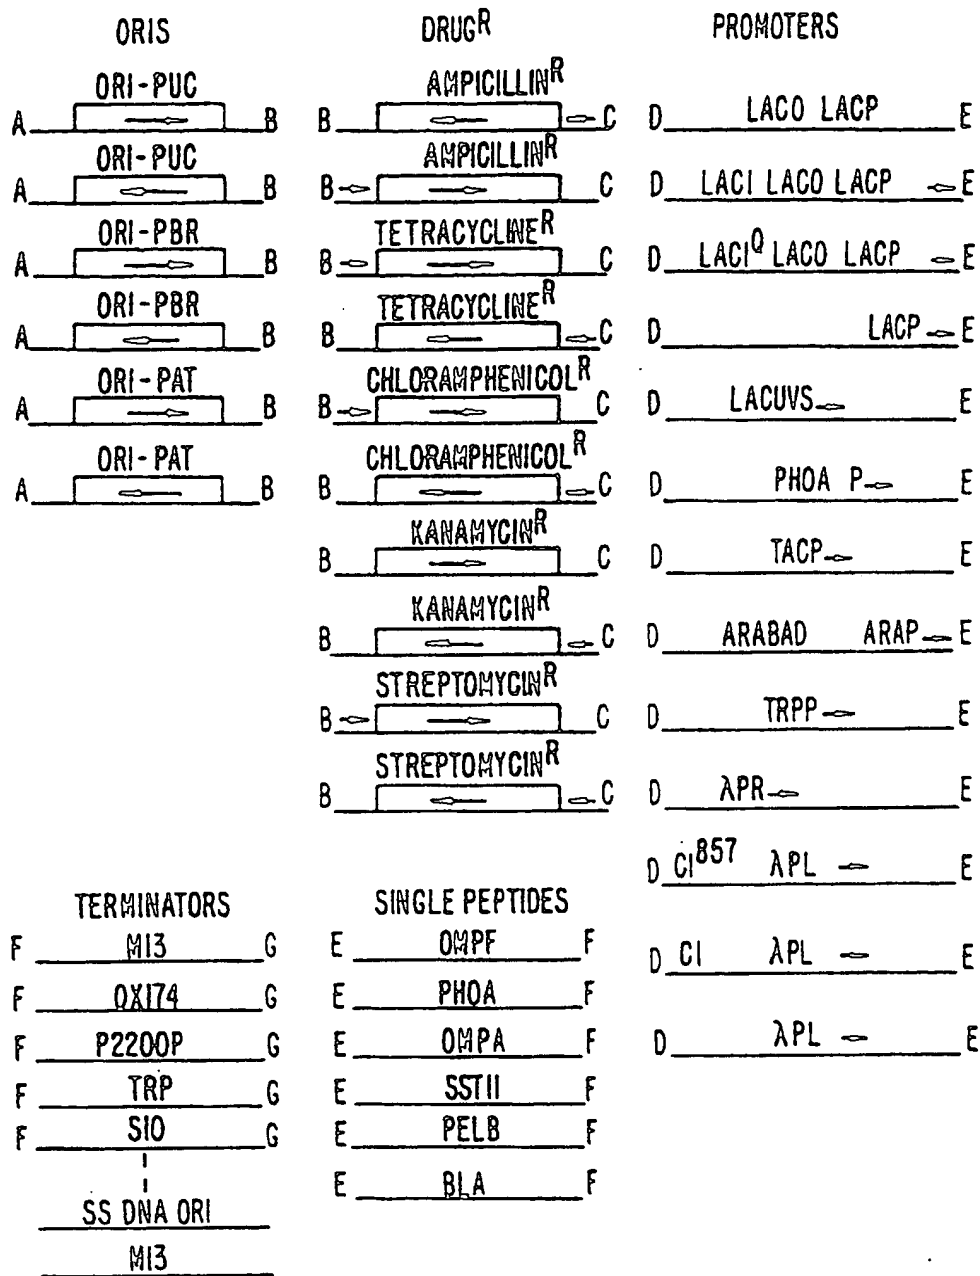 ORIS
ORI-PUC
A B
ORI-PUC
A B
ORI-PBR
A B
ORI-PBR
A B
ORI-PAT
A B
ORI-PAT
A B
DRUGR
AMPICILLINR
B C
AMPICILLINR
B C
TETRACYCLINER
B C
TETRACYCLINER
B C
CHLORAMPHENICOLR
B C
CHLORAMPHENICOLR
B C
KANAMYCINR
B C
KANAMYCINR
B C
STREPTOMYCINR
B C
STREPTOMYCINR
B C
PROMOTERS
D LACO LACP E
D LACI LACO LACP E
D LACIQ LACO LACP E
D LACP E
D LACUVS E
D PHOA P E
D TACP E
D ARABAD ARAP E
D TRPP E
D λPR E
D CI857 λPL E
D CI λPL E
D λPL E
TERMINATORS
F M13 G
F OX174 G
F P2200P G
F TRP G
F S10 G
SS DNA ORI
M13
SINGLE PEPTIDES
E OMPF F
E PHOA F
E OMPA F
E SSTII F
E PELB F
E BLA F